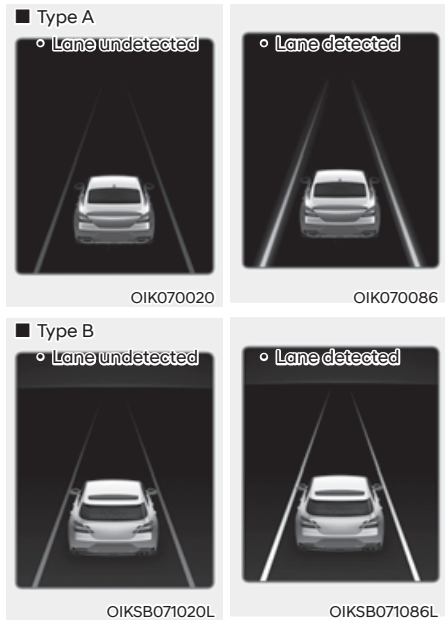 ■ Type A
• Lane undetected
• Lane detected
OIK070020
OIK070086
■ Type B
• Lane undetected
• Lane detected
OIKSB071020L
OIKSB071086L